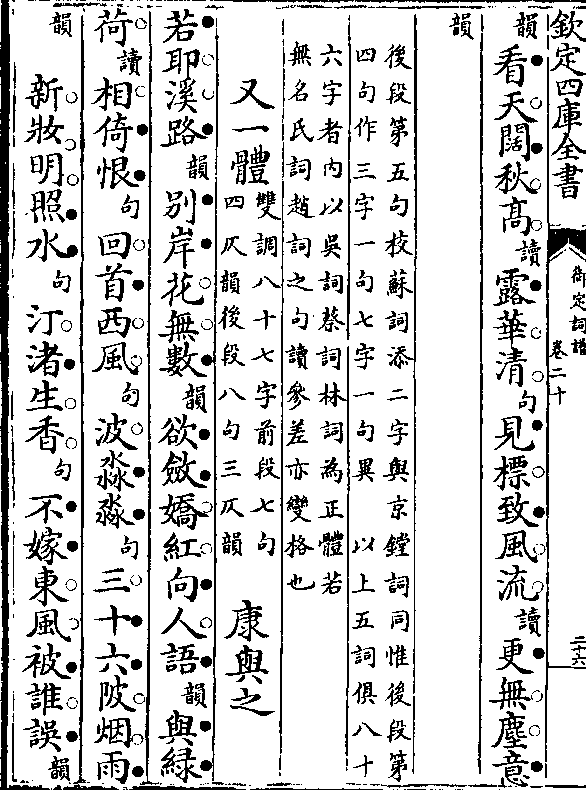 欽定四庫全書
御定詞譜
卷二十
二十六
韻看天闊秋高讀露華清句見標致風流讀更無塵意
韻
後段第五句校蘇詞添二字與京鏜詞同惟後段第
四句作三字一句七字一句異 以上五詞俱八十
六字者内以吳詞蔡詞林詞為正體若
無名氏詞趙詞之句讀參差亦變格也
又一體
雙調八十七字前段七句
四仄韻後段八句三仄韻
康與之
若耶溪路韻別岸花無數韻欲斂嬌紅向人語韻與綠
荷讀相倚恨句回首西風句波淼淼句三十六陂烟雨
韻新妝明照水句汀渚生香句不嫁東風被誰誤韻